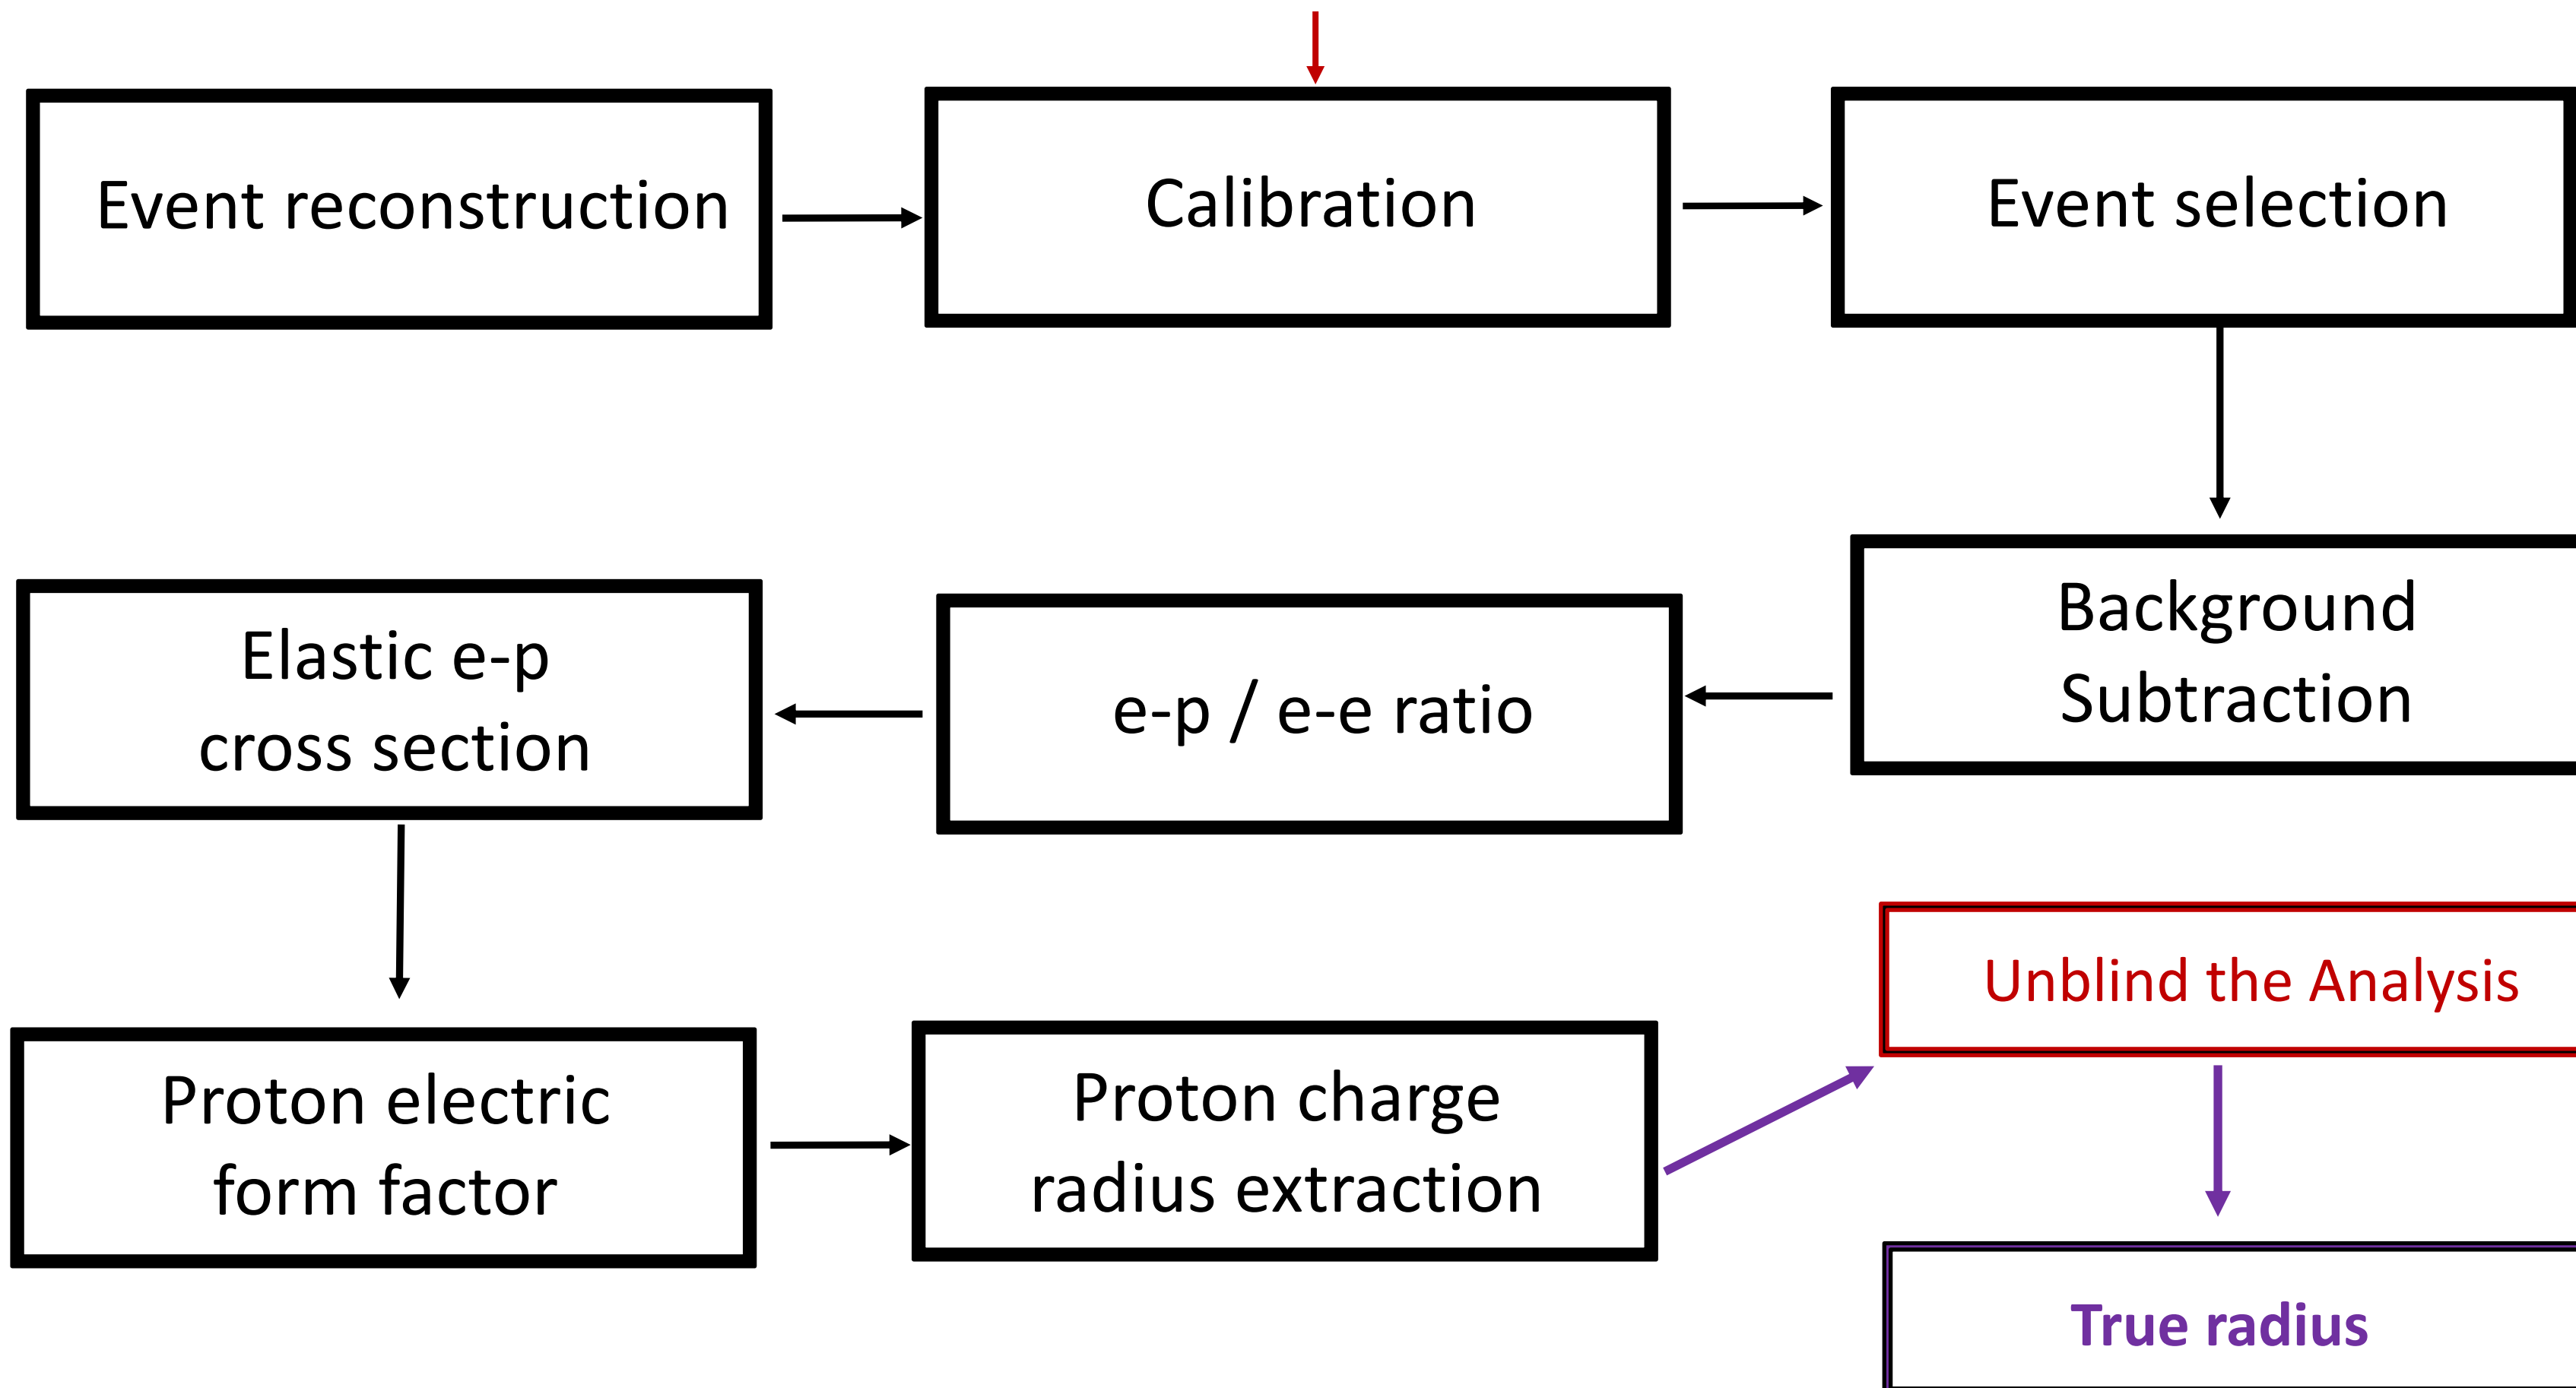 Event reconstruction
Calibration
Event selection
Background
Subtraction
e-p / e-e ratio
Elastic e-p
cross section
Proton electric
form factor
Proton charge
radius extraction
Unblind the Analysis
True radius